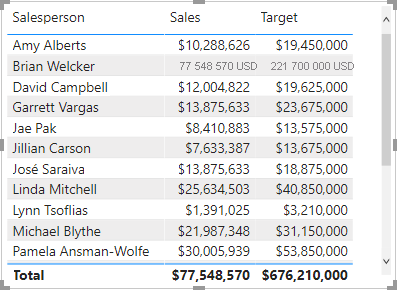 Salesperson Sales Target
Amy Alberts $10,288,626 $19,450,000
Brian Welcker 77 548 570 USD 221 700 000 USD
David Campbell $12,004,822 $19,625,000
Garrett Vargas $13,875,633 $23,675,000
Jae Pak $8,410,883 $13,575,000
Jillian Carson $7,633,387 $13,675,000
José Saraiva $13,875,633 $18,875,000
Linda Mitchell $25,634,503 $40,850,000
Lynn Tsoflias $1,391,025 $3,210,000
Michael Blythe $21,987,348 $31,150,000
Pamela Ansman-Wolfe $30,005,939 $53,850,000
Total $77,548,570 $676,210,000